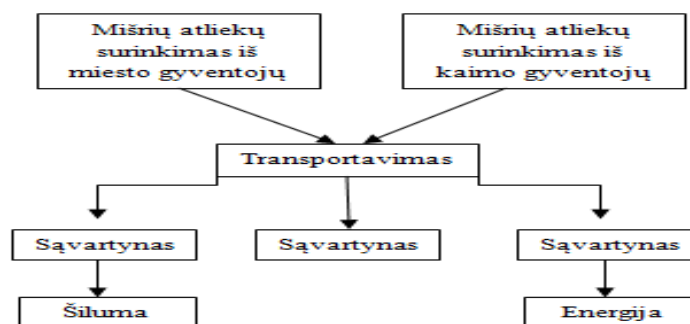 Mišrių atliekų
surinkimas iš
miesto gyventojų
Mišrių atliekų
surinkimas iš
kaimo gyventojų
Transportavimas
Sąvartynas
Sąvartynas
Sąvartynas
Šiluma
Energija